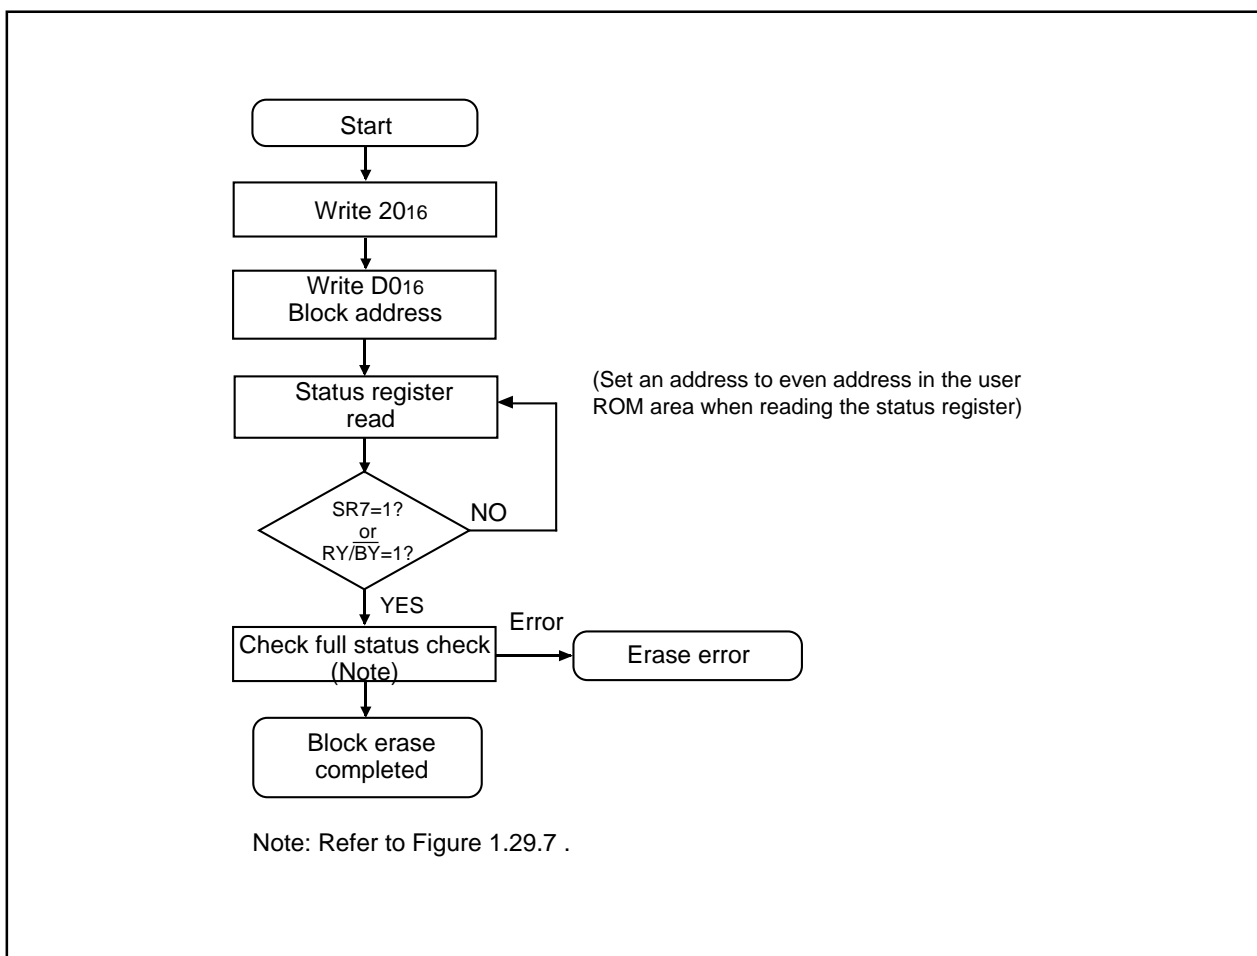 Start
Write 2016
Write D016
Block address
Status register
read
(Set an address to even address in the user
ROM area when reading the status register)
SR7=1?
or
RY/B̅Y̅=1?
NO
YES
Error
Check full status check
(Note)
Erase error
Block erase
completed
Note: Refer to Figure 1.29.7 .